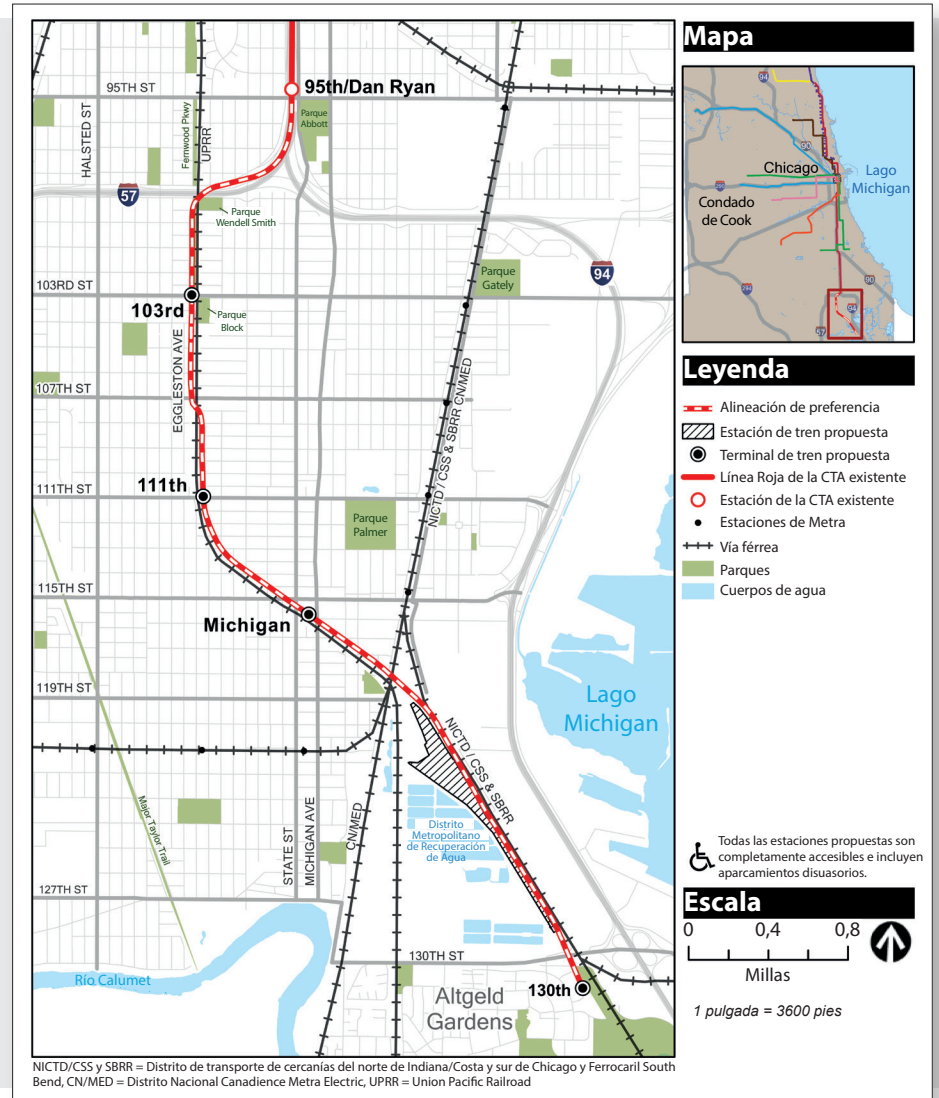 95TH ST
95th/Dan Ryan
HALSTED ST
Fernwood Pkwy
UPRR
Parque
Abbott
57
Parque
Wendell Smith
94
Parque
Gately
103RD ST
103rd
Parque
Block
EGGLESTON AVE
107TH ST
NICTD / CSS & SBRR CN/MED
111th
111TH ST
Parque
Palmer
115TH ST
Michigan
119TH ST
Lago
Michigan
NICTD / CSS & SBRR
Major Taylor Trail
STATE ST
MICHIGAN AVE
CN/MED
Distrito
Metropolitano
de Recuperación
de Agua
127TH ST
130TH ST
Río Calumet
130th
Altgeld
Gardens
NICTD/CSS y SBRR = Distrito de transporte de cercanías del norte de Indiana/Costa y sur de Chicago y Ferrocaril South
Bend, CN/MED = Distrito Nacional Canadience Metra Electric, UPRR = Union Pacific Railroad
Mapa
94
90
Chicago
Lago
Michigan
Condado
de Cook
290
90
294
94
57
Leyenda
Alineación de preferencia
Estación de tren propuesta
Terminal de tren propuesta
Línea Roja de la CTA existente
Estación de la CTA existente
Estaciones de Metra
Vía férrea
Parques
Cuerpos de agua
Todas las estaciones propuestas son
completamente accesibles e incluyen
aparcamientos disuasorios.
Escala
0 0,4 0,8
Millas
1 pulgada = 3600 pies